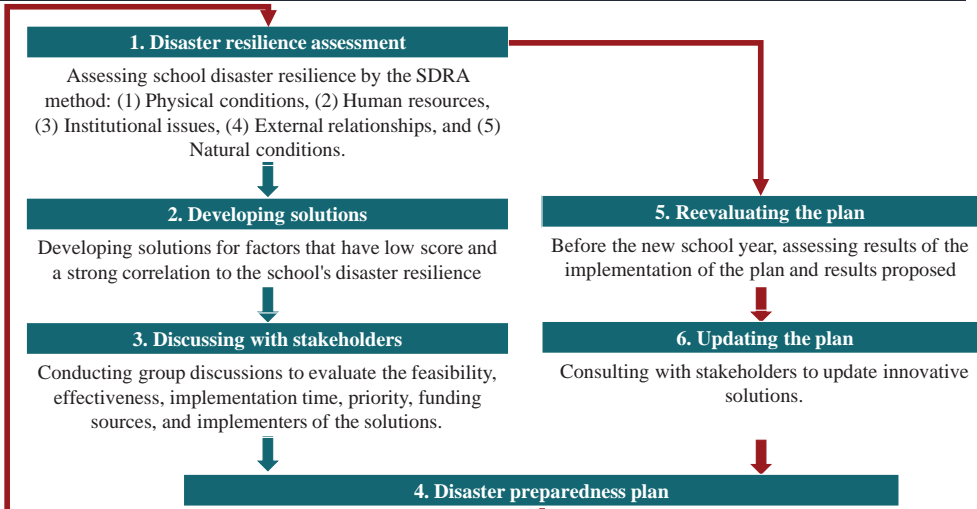 1. Disaster resilience assessment
Assessing school disaster resilience by the SDRA
method: (1) Physical conditions, (2) Human resources,
(3) Institutional issues, (4) External relationships, and (5)
Natural conditions.
2. Developing solutions
Developing solutions for factors that have low score and
a strong correlation to the school's disaster resilience
3. Discussing with stakeholders
Conducting group discussions to evaluate the feasibility,
effectiveness, implementation time, priority, funding
sources, and implementers of the solutions.
5. Reevaluating the plan
Before the new school year, assessing results of the
implementation of the plan and results proposed
6. Updating the plan
Consulting with stakeholders to update innovative
solutions.
4. Disaster preparedness plan